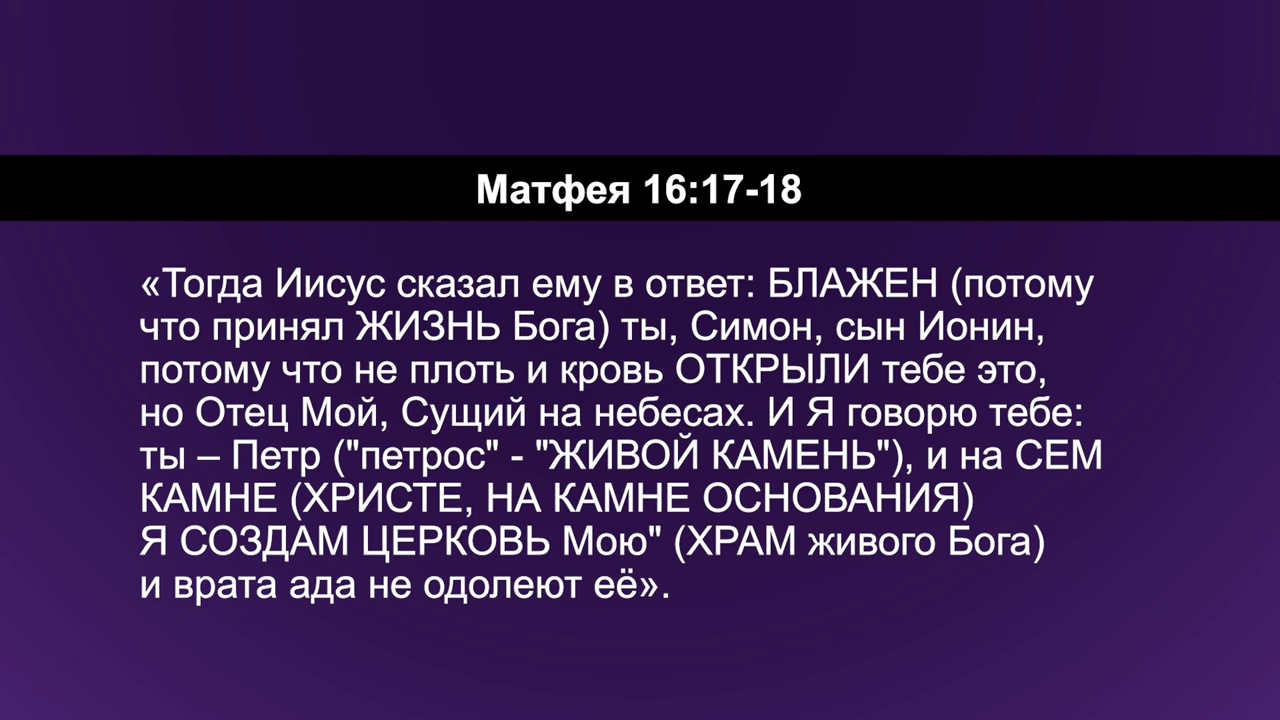 Матфея 16:17-18
«Тогда Иисус сказал ему в ответ: БЛАЖЕН (потому
что принял ЖИЗНЬ Бога) ты, Симон, сын Ионин,
потому что не плоть и кровь ОТКРЫЛИ тебе это,
но Отец Мой, Сущий на небесах. И Я говорю тебе:
ты – Петр ("петрос" - "ЖИВОЙ КАМЕНЬ"), и на СЕМ
КАМНЕ (ХРИСТЕ, НА КАМНЕ ОСНОВАНИЯ)
Я СОЗДАМ ЦЕРКОВЬ Мою" (ХРАМ живого Бога)
и врата ада не одолеют её».